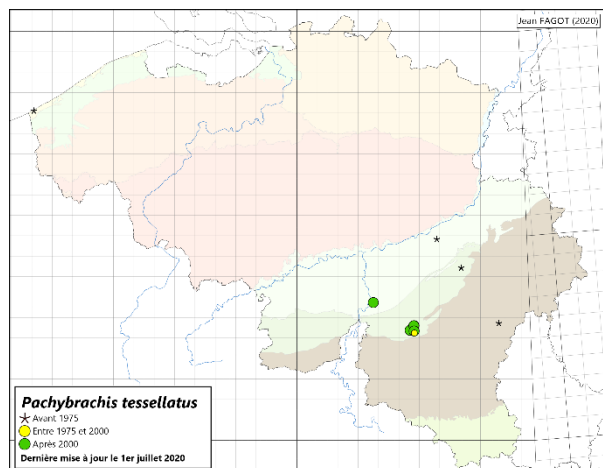 Jean FAGOT (2020)
Pachybrachis tessellatus
Avant 1975
Entre 1975 et 2000
Après 2000
Dernière mise à jour le 1er juillet 2020